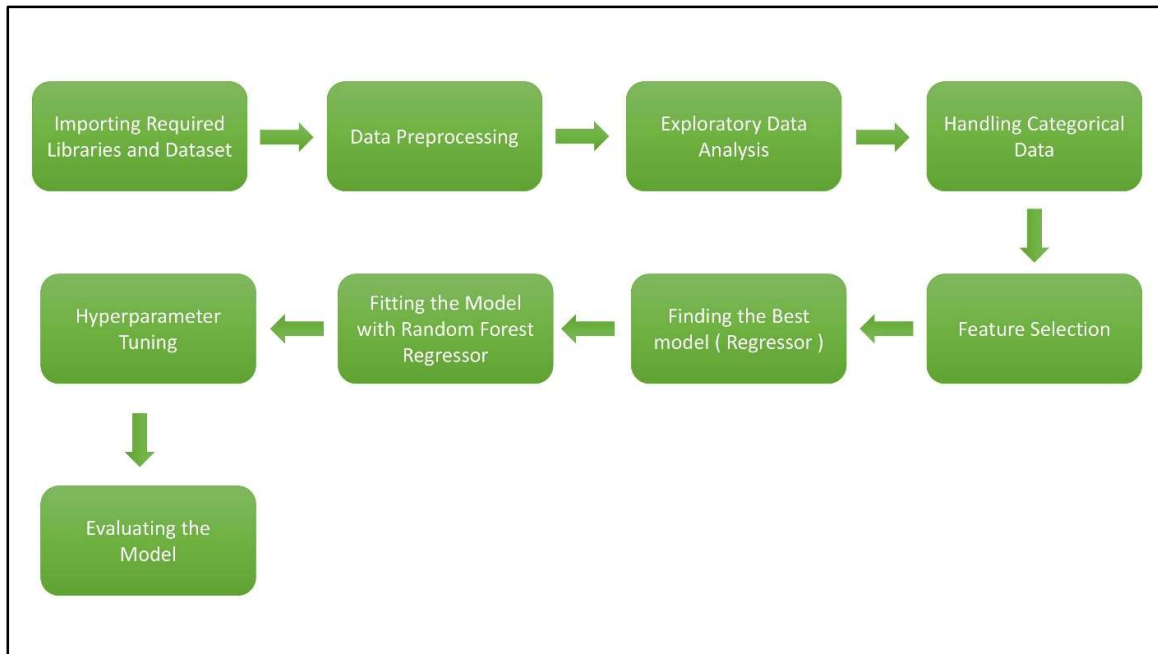 Importing Required
Libraries and Dataset
Data Preprocessing
Exploratory Data
Analysis
Handling Categorical
Data
Feature Selection
Finding the Best
model ( Regressor )
Fitting the Model
with Random Forest
Regressor
Hyperparameter
Tuning
Evaluating the
Model